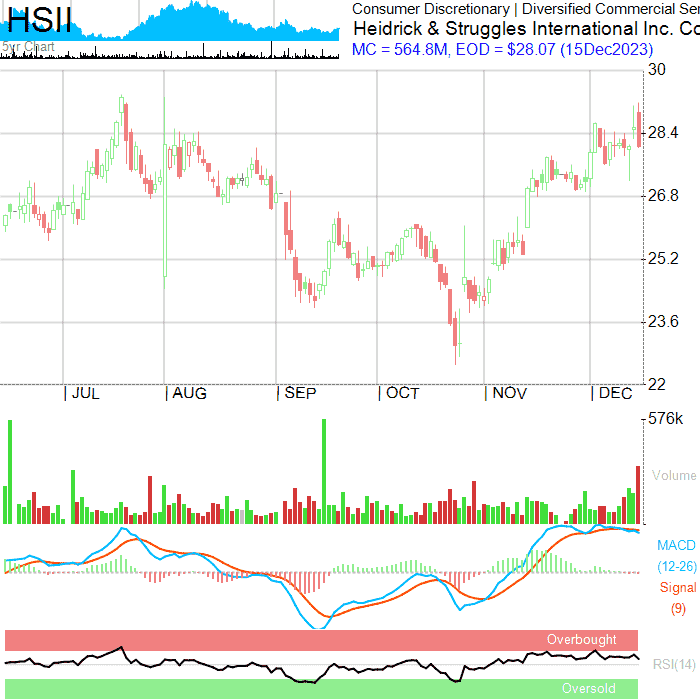 HSII
Consumer Discretionary | Diversified Commercial Ser
Heidrick & Struggles International Inc. Co
MC = 564.8M, EOD = $28.07 (15Dec2023)
5yr Chart
30
28.4
26.8
25.2
23.6
22
| JUL | AUG | SEP | OCT | NOV | DEC
576k
Volume
MACD
(12-26)
Signal
(9)
Overbought
RSI(14)
Oversold